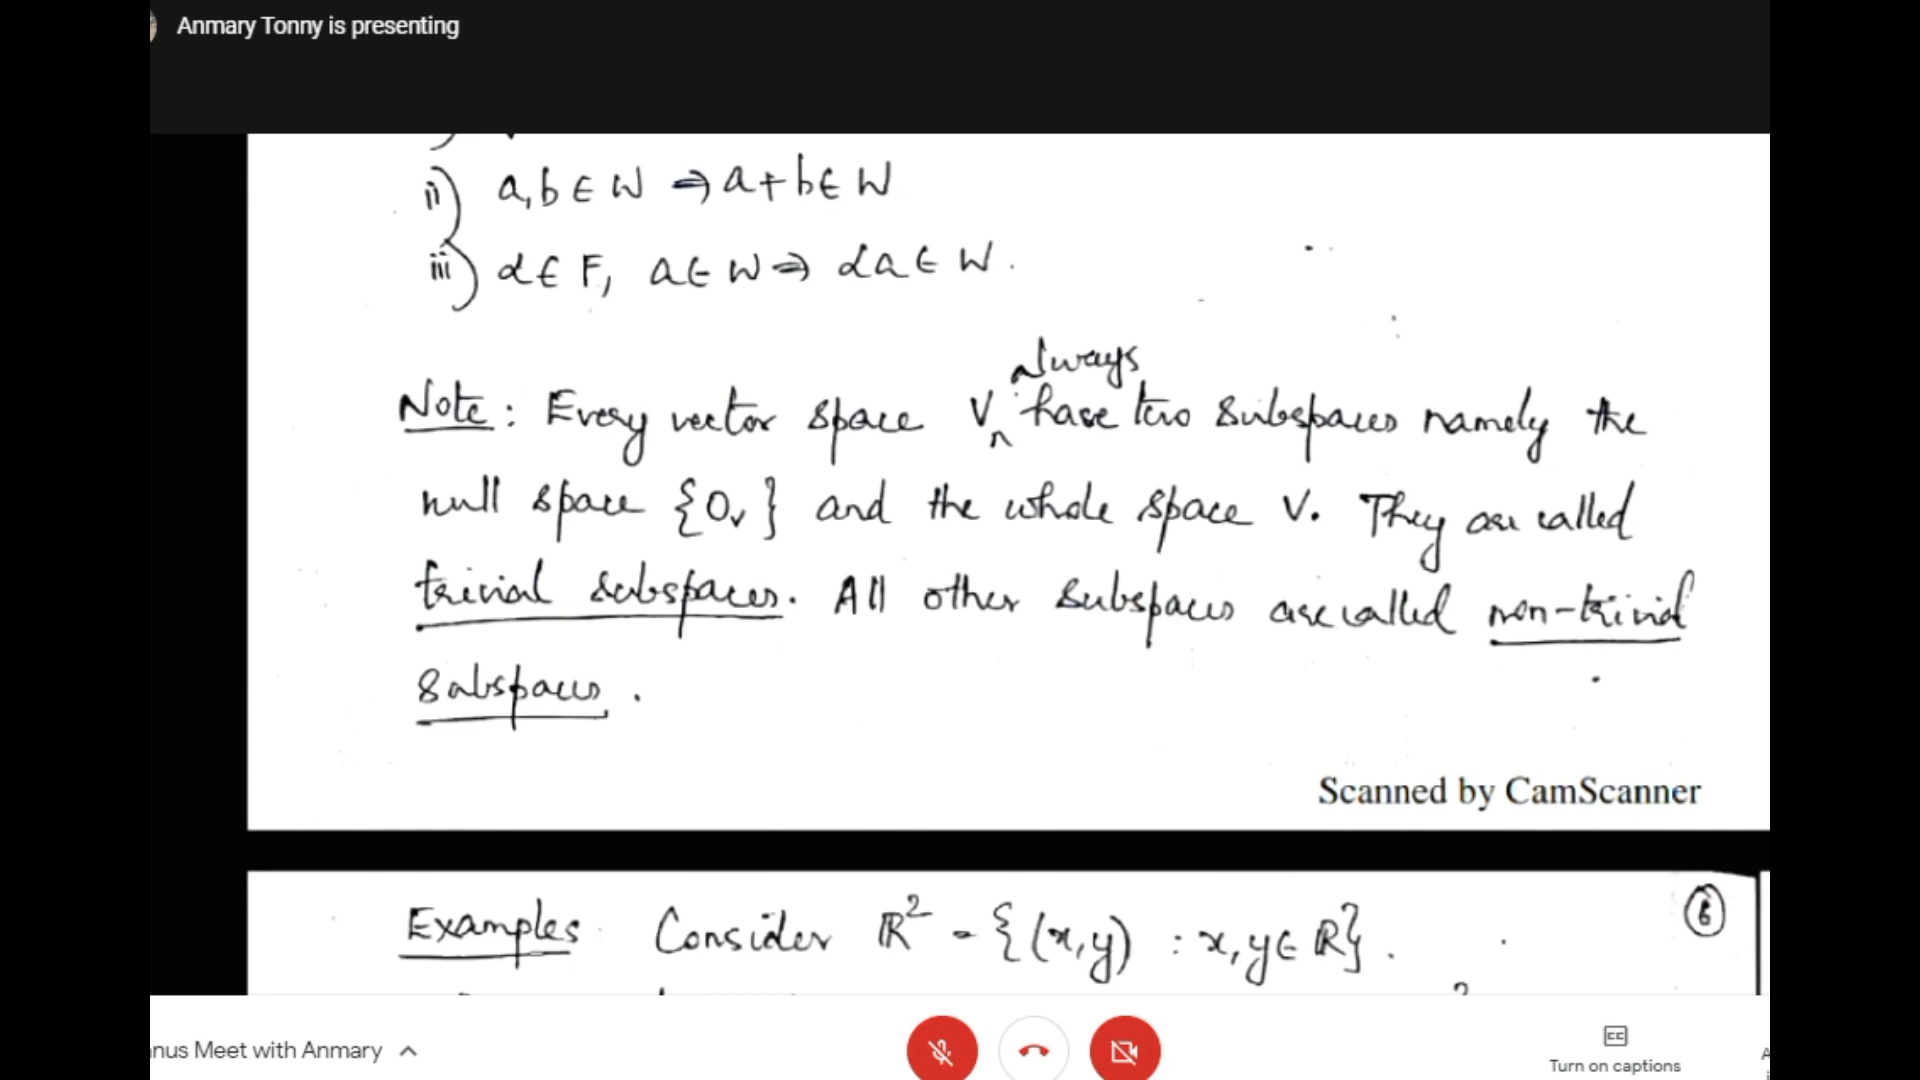 Anmary Tonny is presenting
ii) a, b ∈ W ⇒ a + b ∈ W
iii) α ∈ F, a ∈ W ⇒ αa ∈ W.
always
Note: Every vector space V have two subspaces namely the
null space {0ᵥ} and the whole space V. They are called
trivial subspaces. All other subspaces are called non-trivial
subspaces.
Scanned by CamScanner
6
Examples Consider ℝ² = {(x, y) : x, y ∈ ℝ}.
nus Meet with Anmary
CC
Turn on captions